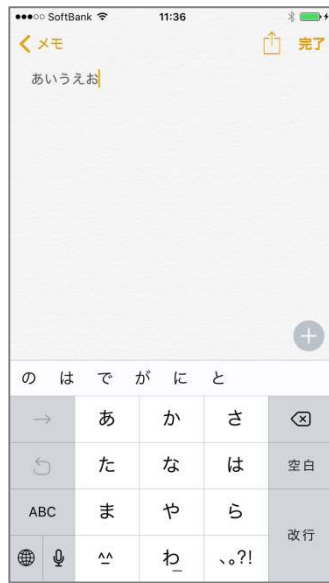 SoftBank 11:36
メモ 完了
あいうえお
の は で が に と
→ あ か さ
た な は 空白
ABC ま や ら 改行
^^ わ_ 、。?!